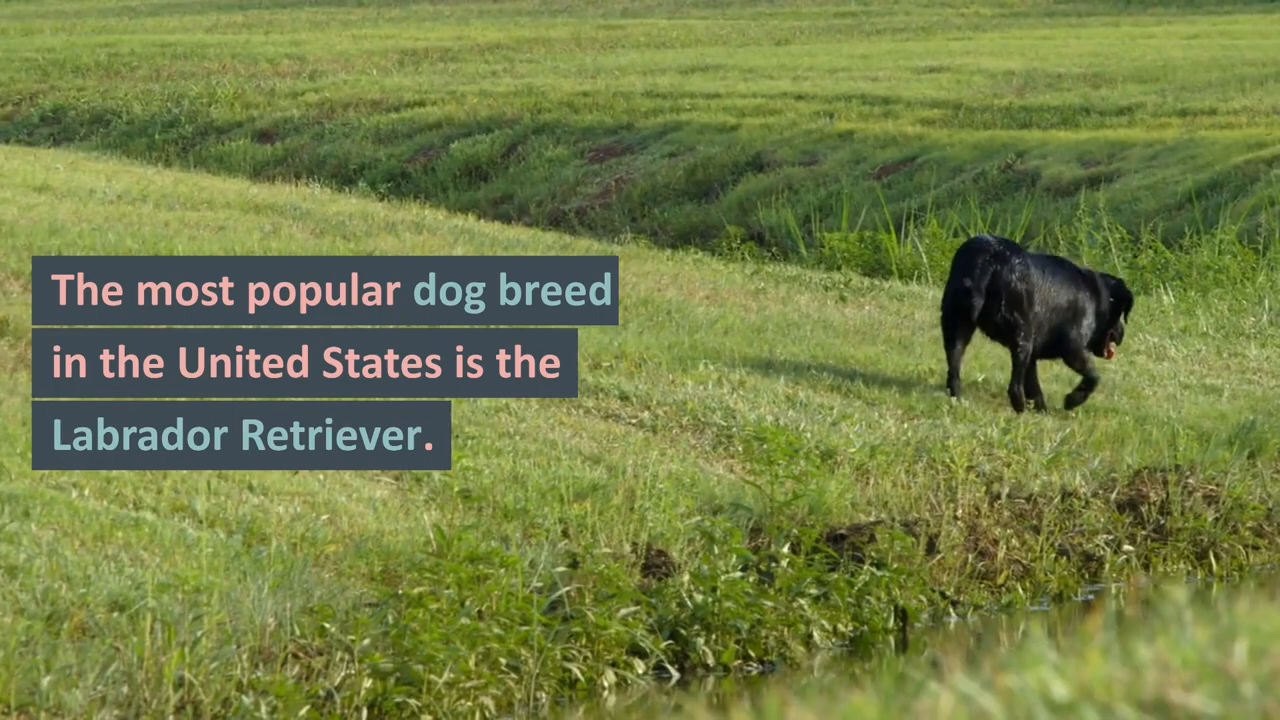 The most popular dog breed
in the United States is the
Labrador Retriever.